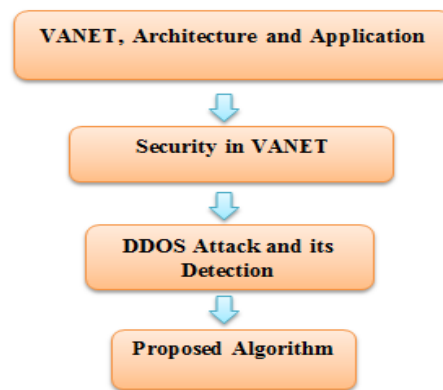 VANET, Architecture and Application
Security in VANET
DDOS Attack and its
Detection
Proposed Algorithm